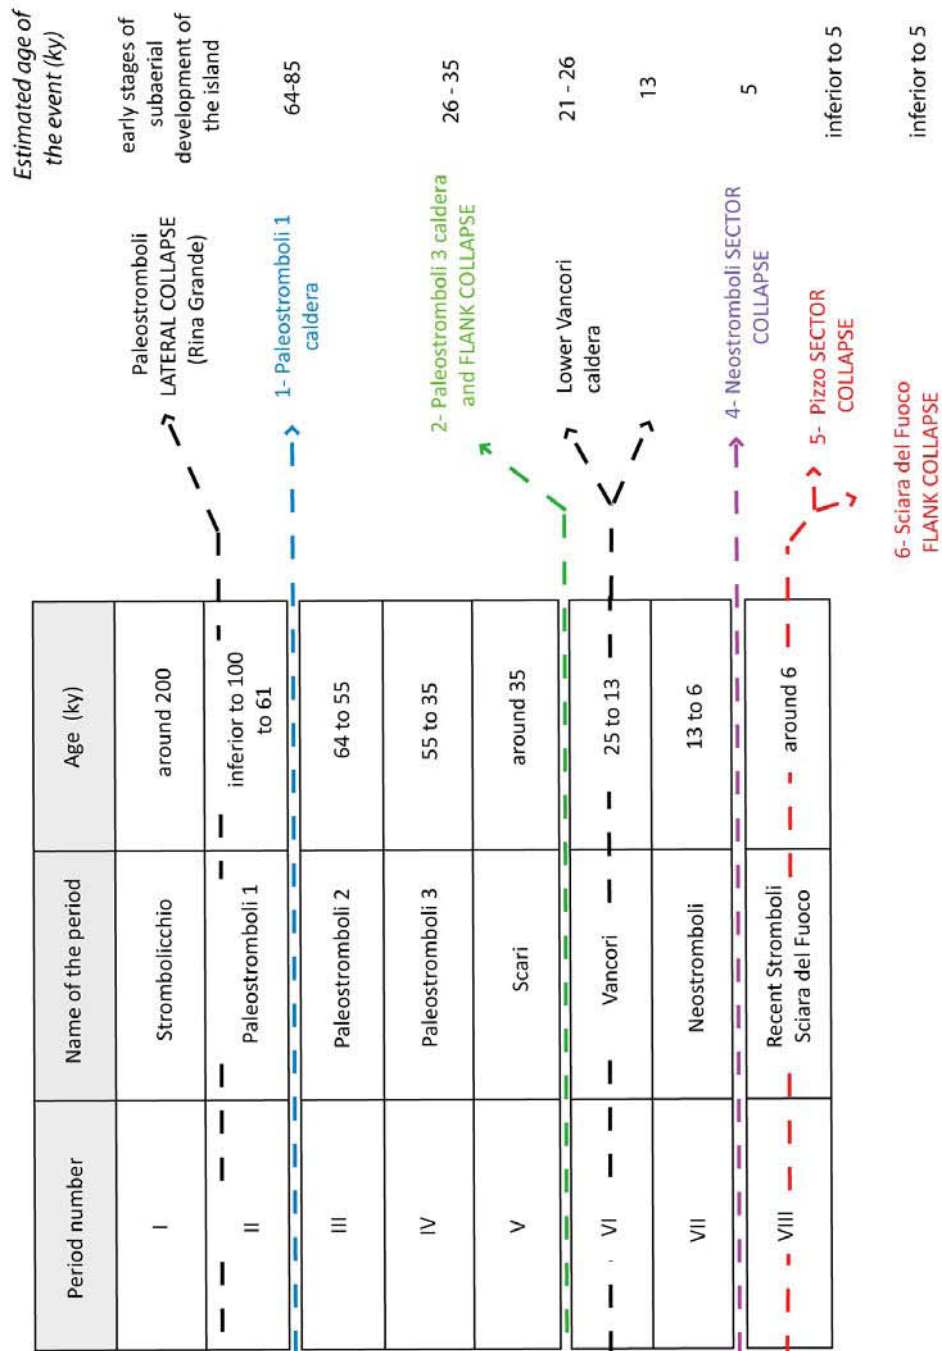 Period number
Name of the period
Age (ky)
Estimated age of
the event (ky)
I
Strombolicchio
around 200
II
Paleostromboli 1
inferior to 100
to 61
Paleostromboli
LATERAL COLLAPSE
(Rina Grande)
early stages of
subaerial
development of
the island
1- Paleostromboli 1
caldera
64-85
III
Paleostromboli 2
64 to 55
IV
Paleostromboli 3
55 to 35
V
Scari
around 35
2- Paleostromboli 3 caldera
and FLANK COLLAPSE
26 - 35
VI
Vancori
25 to 13
Lower Vancori
caldera
21 - 26
13
VII
Neostromboli
13 to 6
4- Neostromboli SECTOR
COLLAPSE
5
VIII
Recent Stromboli
Sciara del Fuoco
around 6
5- Pizzo SECTOR
COLLAPSE
inferior to 5
6- Sciara del Fuoco
FLANK COLLAPSE
inferior to 5